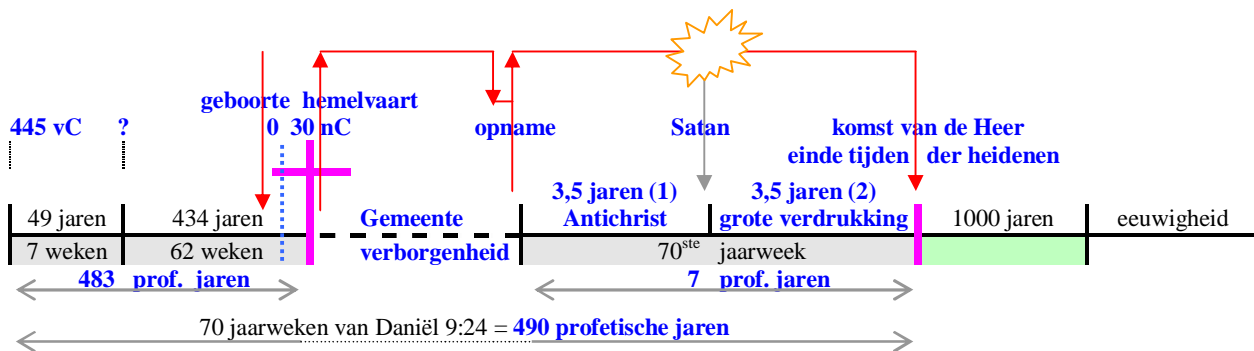 geboorte hemelvaart
445 vC ? 0 30 nC opname Satan komst van de Heer
einde tijden der heidenen
3,5 jaren (1) 3,5 jaren (2)
49 jaren 434 jaren Gemeente Antichrist grote verdrukking 1000 jaren eeuwigheid
7 weken 62 weken verborgenheid 70ste jaarweek
483 prof. jaren 7 prof. jaren
70 jaarweken van Daniël 9:24 = 490 profetische jaren